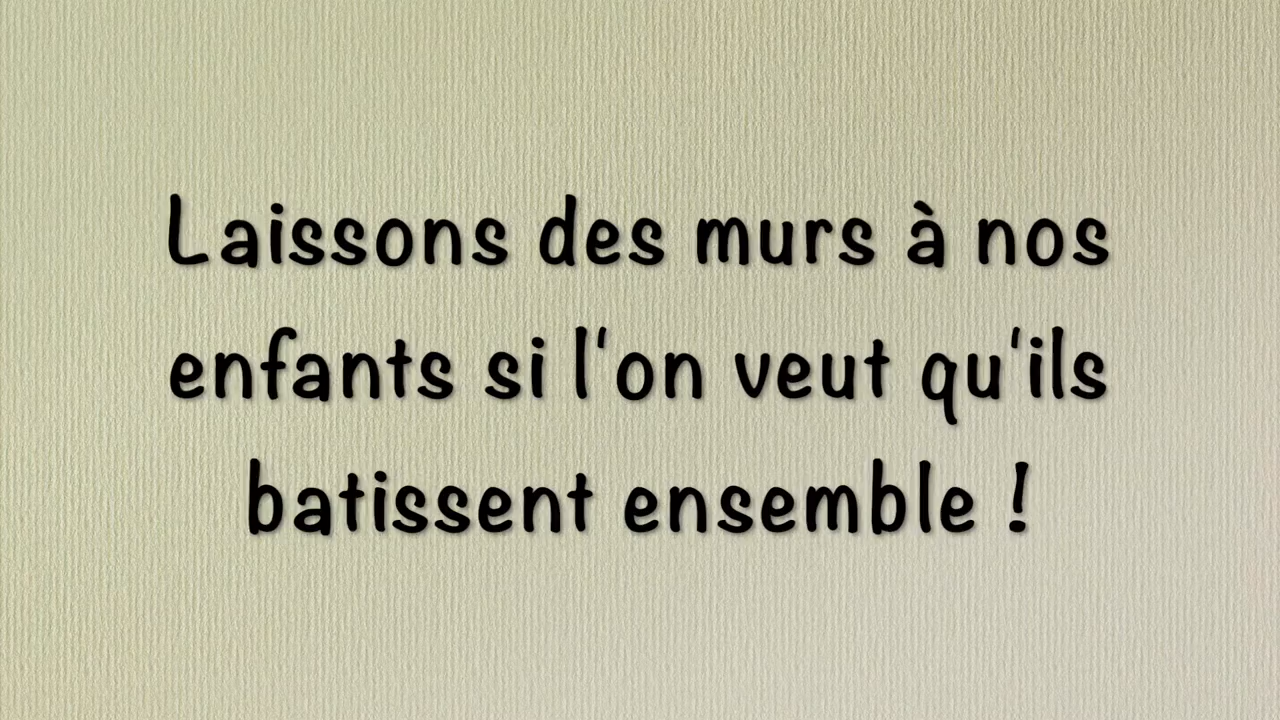 Laissons des murs à nos
enfants si l'on veut qu'ils
batissent ensemble !